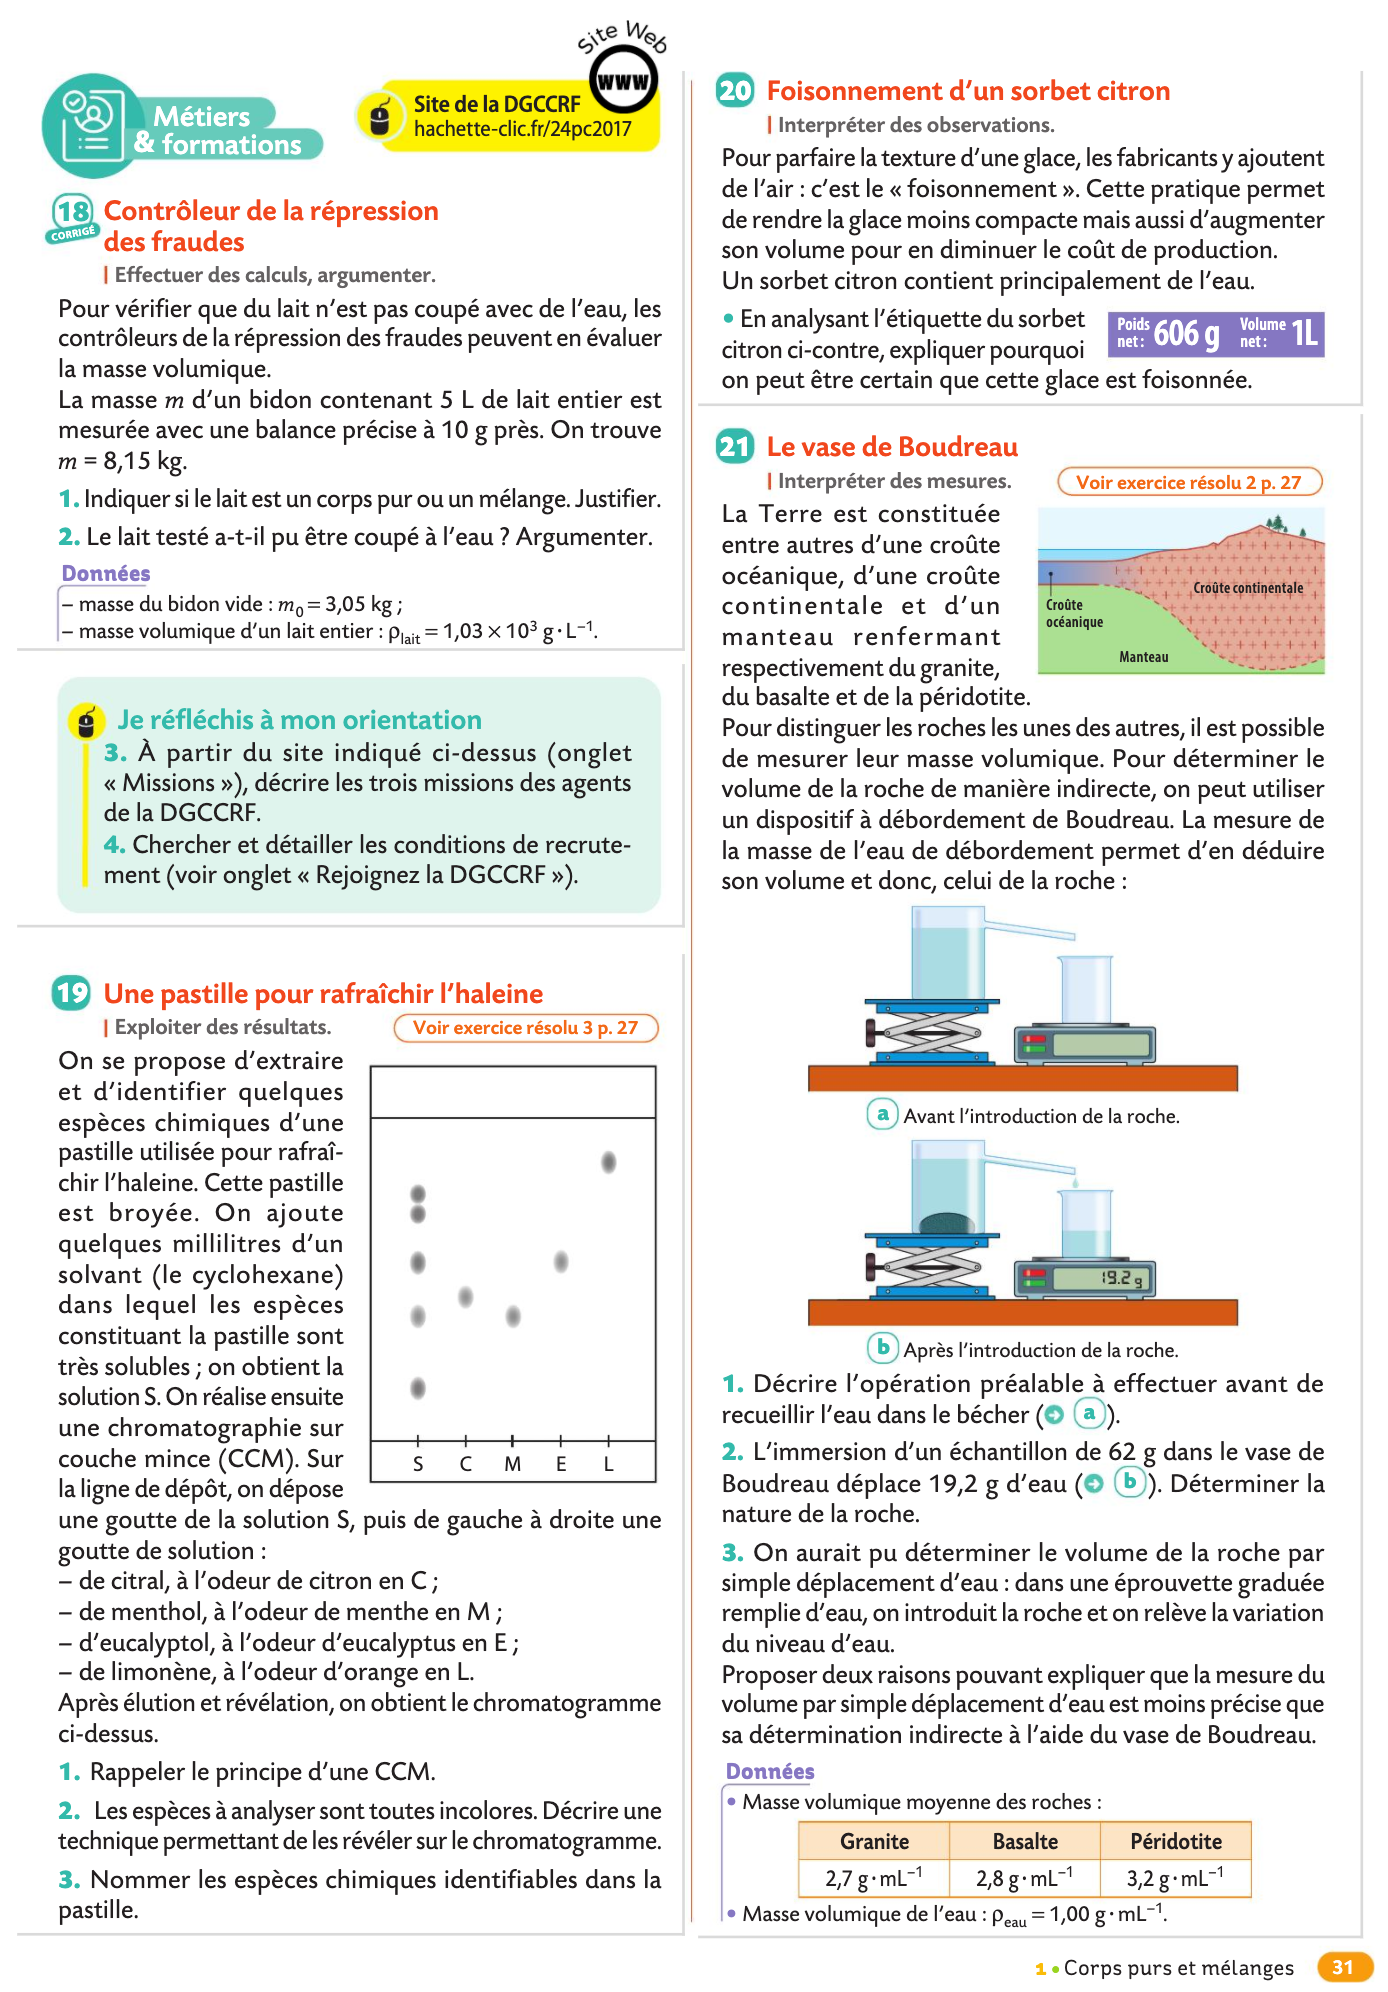 Site Web
www
Métiers
& formations
Site de la DGCCRF
hachette-clic.fr/24pc2017
18 Contrôleur de la répression
CORRIGÉ
des fraudes
| Effectuer des calculs, argumenter.
Pour vérifier que du lait n'est pas coupé avec de l'eau, les
contrôleurs de la répression des fraudes peuvent en évaluer
la masse volumique.
La masse m d'un bidon contenant 5 L de lait entier est
mesurée avec une balance précise à 10 g près. On trouve
m = 8,15 kg.
1. Indiquer si le lait est un corps pur ou un mélange. Justifier.
2. Le lait testé a-t-il pu être coupé à l'eau ? Argumenter.
Données
– masse du bidon vide : m₀ = 3,05 kg ;
– masse volumique d'un lait entier : ρlait = 1,03 × 10³ g·L⁻¹.
Je réfléchis à mon orientation
3. À partir du site indiqué ci-dessus (onglet
« Missions »), décrire les trois missions des agents
de la DGCCRF.
4. Chercher et détailler les conditions de recrute-
ment (voir onglet « Rejoignez la DGCCRF »).
19 Une pastille pour rafraîchir l'haleine
| Exploiter des résultats.
Voir exercice résolu 3 p. 27
On se propose d'extraire
et d'identifier quelques
espèces chimiques d'une
pastille utilisée pour rafraî-
chir l'haleine. Cette pastille
est broyée. On ajoute
quelques millilitres d'un
solvant (le cyclohexane)
dans lequel les espèces
constituant la pastille sont
très solubles ; on obtient la
solution S. On réalise ensuite
une chromatographie sur
couche mince (CCM). Sur
la ligne de dépôt, on dépose
S C M E L
une goutte de la solution S, puis de gauche à droite une
goutte de solution :
– de citral, à l'odeur de citron en C ;
– de menthol, à l'odeur de menthe en M ;
– d'eucalyptol, à l'odeur d'eucalyptus en E ;
– de limonène, à l'odeur d'orange en L.
Après élution et révélation, on obtient le chromatogramme
ci-dessus.
1. Rappeler le principe d'une CCM.
2. Les espèces à analyser sont toutes incolores. Décrire une
technique permettant de les révéler sur le chromatogramme.
3. Nommer les espèces chimiques identifiables dans la
pastille.
20 Foisonnement d'un sorbet citron
| Interpréter des observations.
Pour parfaire la texture d'une glace, les fabricants y ajoutent
de l'air : c'est le « foisonnement ». Cette pratique permet
de rendre la glace moins compacte mais aussi d'augmenter
son volume pour en diminuer le coût de production.
Un sorbet citron contient principalement de l'eau.
• En analysant l'étiquette du sorbet
citron ci-contre, expliquer pourquoi
on peut être certain que cette glace est foisonnée.
Poids net : 606 g Volume net : 1L
21 Le vase de Boudreau
| Interpréter des mesures.
Voir exercice résolu 2 p. 27
La Terre est constituée
entre autres d'une croûte
océanique, d'une croûte
continentale et d'un
manteau renfermant
respectivement du granite,
du basalte et de la péridotite.
Croûte continentale
Croûte
océanique
Manteau
Pour distinguer les roches les unes des autres, il est possible
de mesurer leur masse volumique. Pour déterminer le
volume de la roche de manière indirecte, on peut utiliser
un dispositif à débordement de Boudreau. La mesure de
la masse de l'eau de débordement permet d'en déduire
son volume et donc, celui de la roche :
a Avant l'introduction de la roche.
19.2 g
b Après l'introduction de la roche.
1. Décrire l'opération préalable à effectuer avant de
recueillir l'eau dans le bécher (➔ a).
2. L'immersion d'un échantillon de 62 g dans le vase de
Boudreau déplace 19,2 g d'eau (➔ b). Déterminer la
nature de la roche.
3. On aurait pu déterminer le volume de la roche par
simple déplacement d'eau : dans une éprouvette graduée
remplie d'eau, on introduit la roche et on relève la variation
du niveau d'eau.
Proposer deux raisons pouvant expliquer que la mesure du
volume par simple déplacement d'eau est moins précise que
sa détermination indirecte à l'aide du vase de Boudreau.
Données
• Masse volumique moyenne des roches :
Granite Basalte Péridotite
2,7 g·mL⁻¹ 2,8 g·mL⁻¹ 3,2 g·mL⁻¹
• Masse volumique de l'eau : ρeau = 1,00 g·mL⁻¹.
1 • Corps purs et mélanges 31